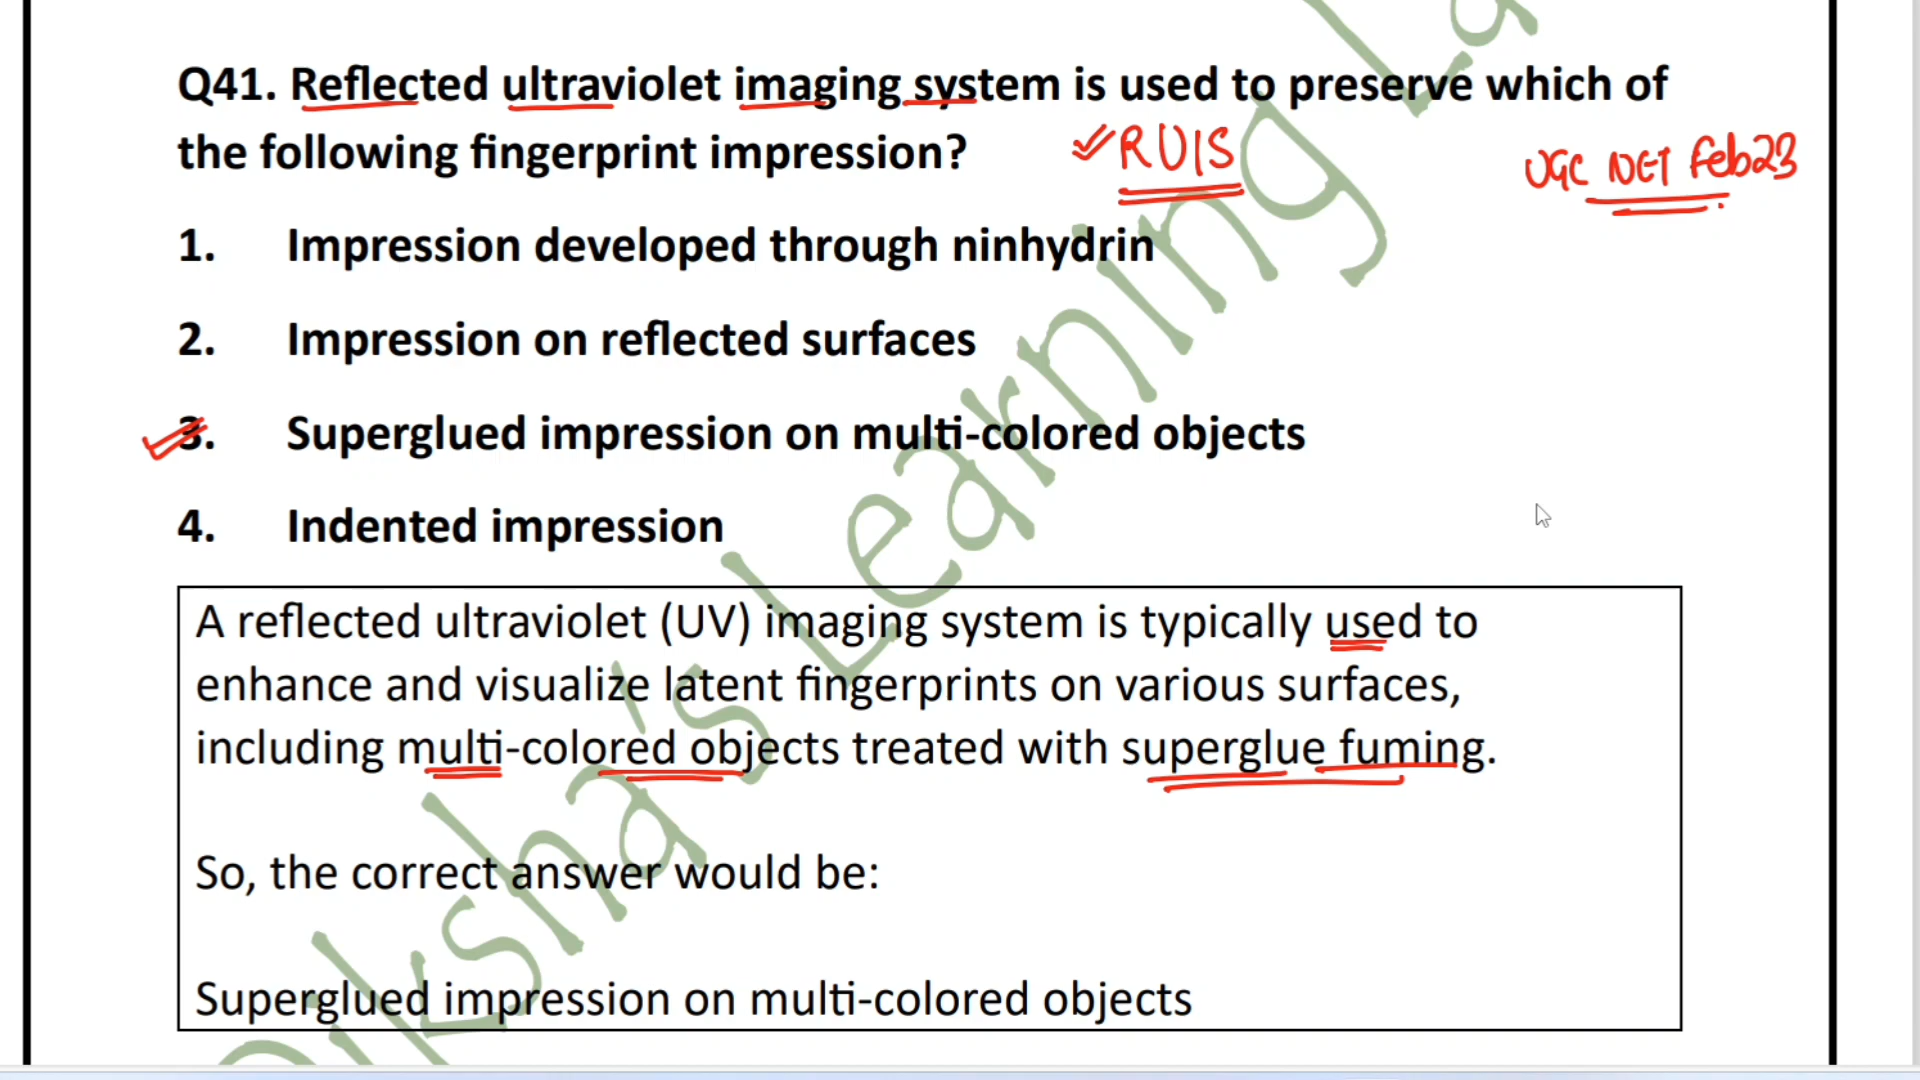 Q41. Reflected ultraviolet imaging system is used to preserve which of
the following fingerprint impression?
RUIS
UGC NET Feb23
1. Impression developed through ninhydrin
2. Impression on reflected surfaces
3. Superglued impression on multi-colored objects
4. Indented impression
A reflected ultraviolet (UV) imaging system is typically used to
enhance and visualize latent fingerprints on various surfaces,
including multi-colored objects treated with superglue fuming.
So, the correct answer would be:
Superglued impression on multi-colored objects
Learning